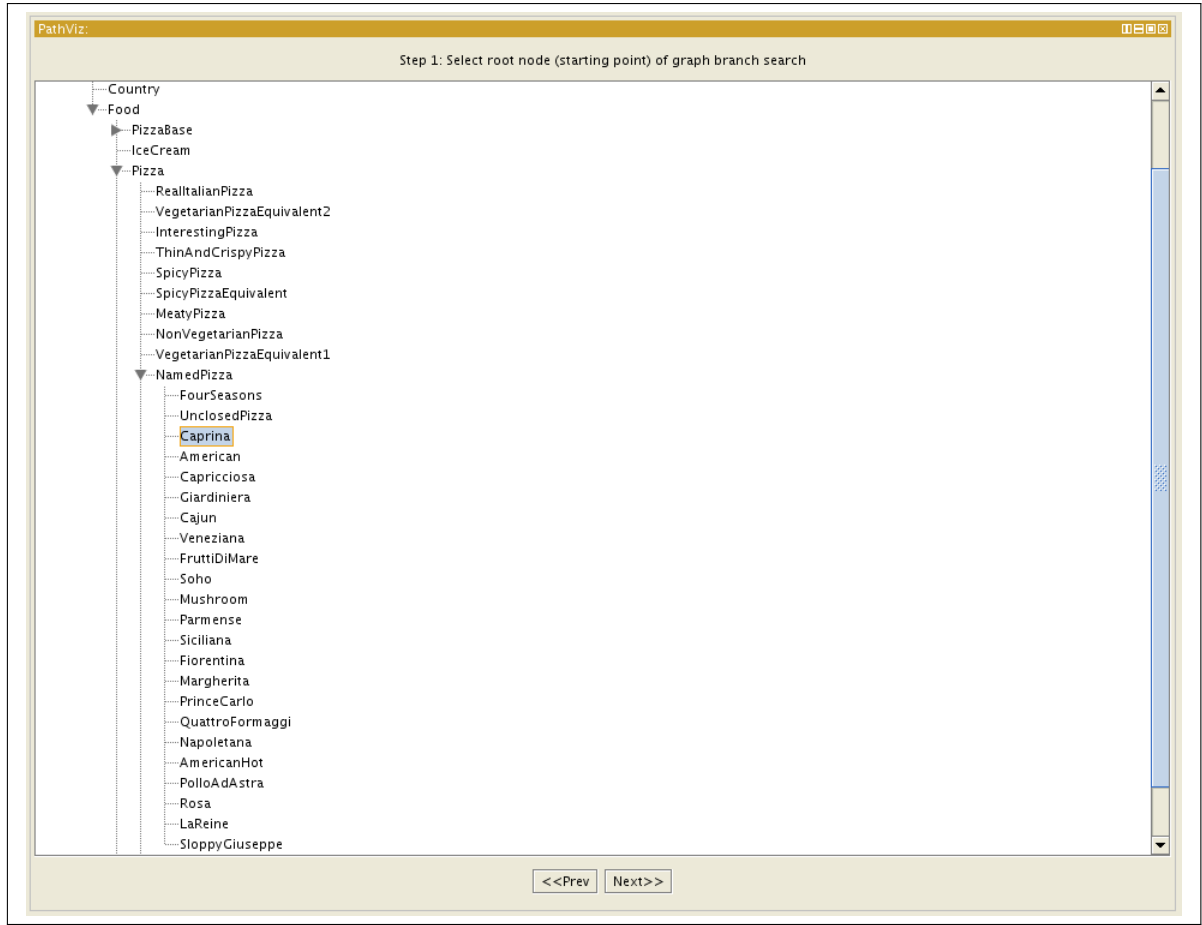 PathViz:
Step 1: Select root node (starting point) of graph branch search
Country
Food
PizzaBase
IceCream
Pizza
RealItalianPizza
VegetarianPizzaEquivalent2
InterestingPizza
ThinAndCrispyPizza
SpicyPizza
SpicyPizzaEquivalent
MeatyPizza
NonVegetarianPizza
VegetarianPizzaEquivalent1
NamedPizza
FourSeasons
UnclosedPizza
Caprina
American
Capricciosa
Giardiniera
Cajun
Veneziana
FruttiDiMare
Soho
Mushroom
Parmense
Siciliana
Fiorentina
Margherita
PrinceCarlo
QuattroFormaggi
Napoletana
AmericanHot
PolloAdAstra
Rosa
LaReine
SloppyGiuseppe
<<Prev Next>>